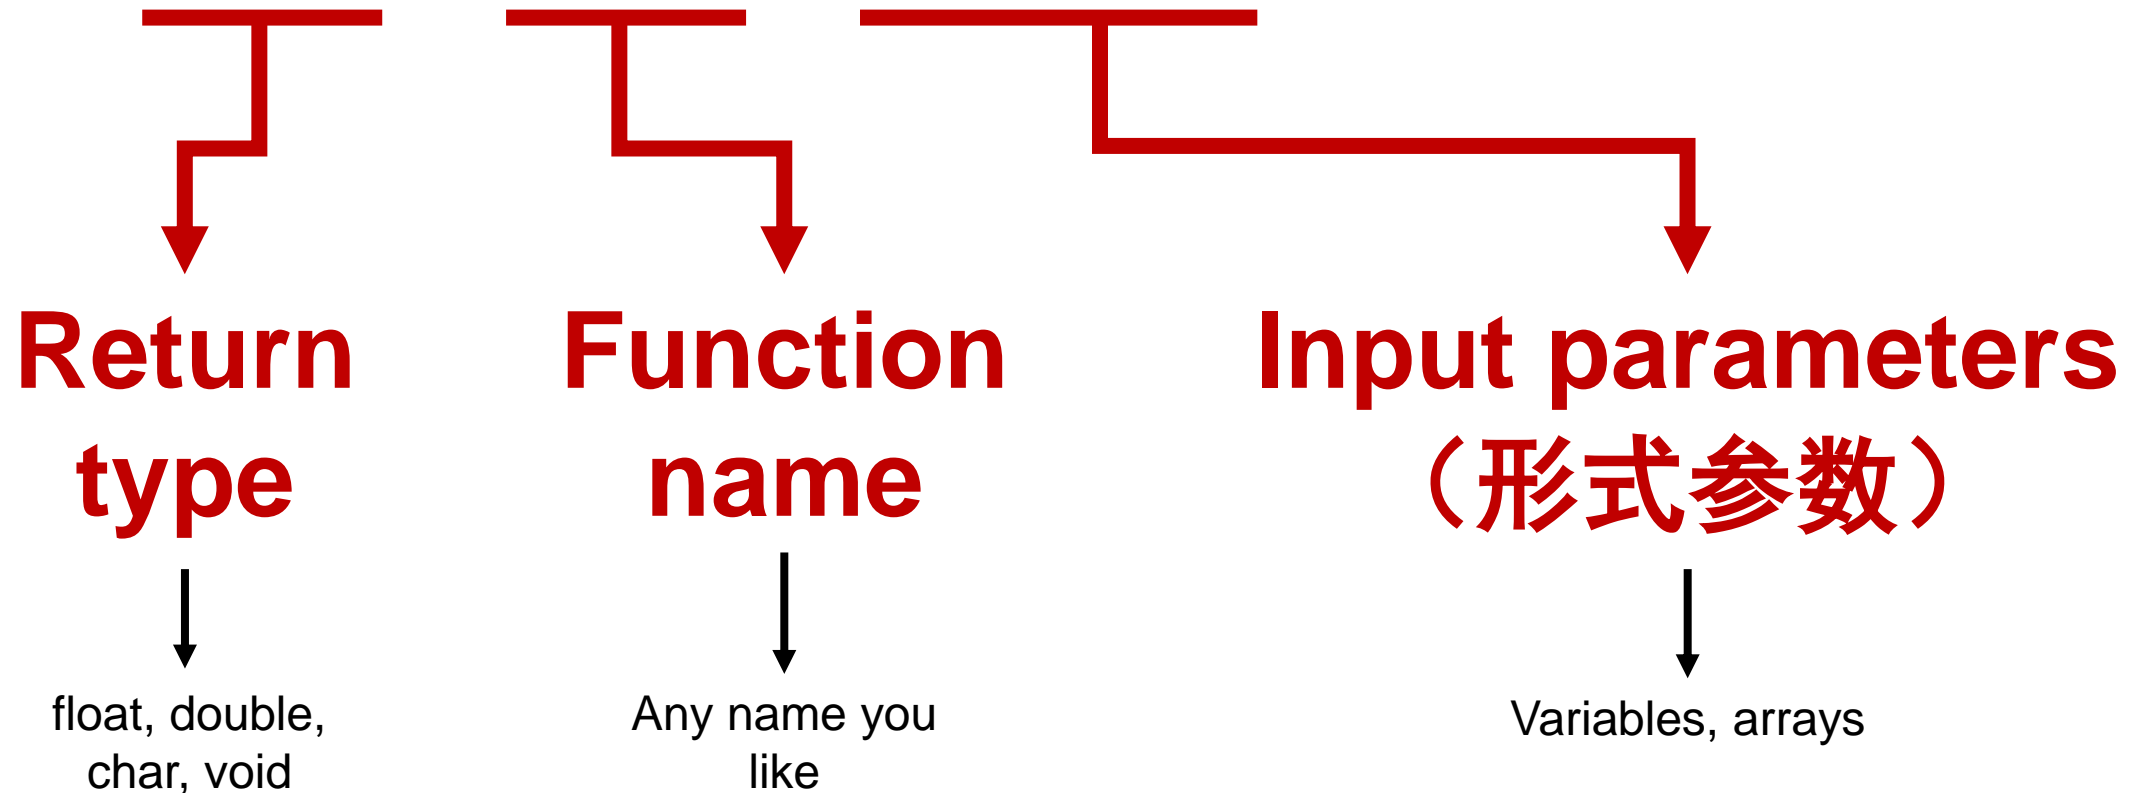 Return
type
Function
name
Input parameters
（形式参数）
float, double,
char, void
Any name you
like
Variables, arrays